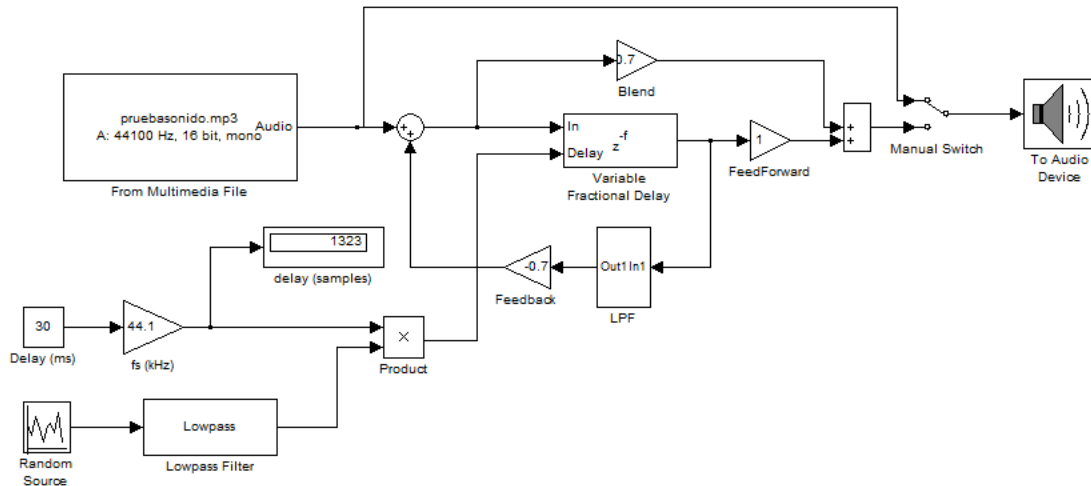 pruebasonido.mp3
A: 44100 Hz, 16 bit, mono
Audio
From Multimedia File
+
+
0.7
Blend
In
Delay
z^-f
Variable
Fractional Delay
1
FeedForward
+
+
Manual Switch
To Audio
Device
1323
delay (samples)
-0.7
Feedback
Out1 In1
LPF
30
Delay (ms)
44.1
fs (kHz)
×
Product
Random
Source
Lowpass
Lowpass Filter